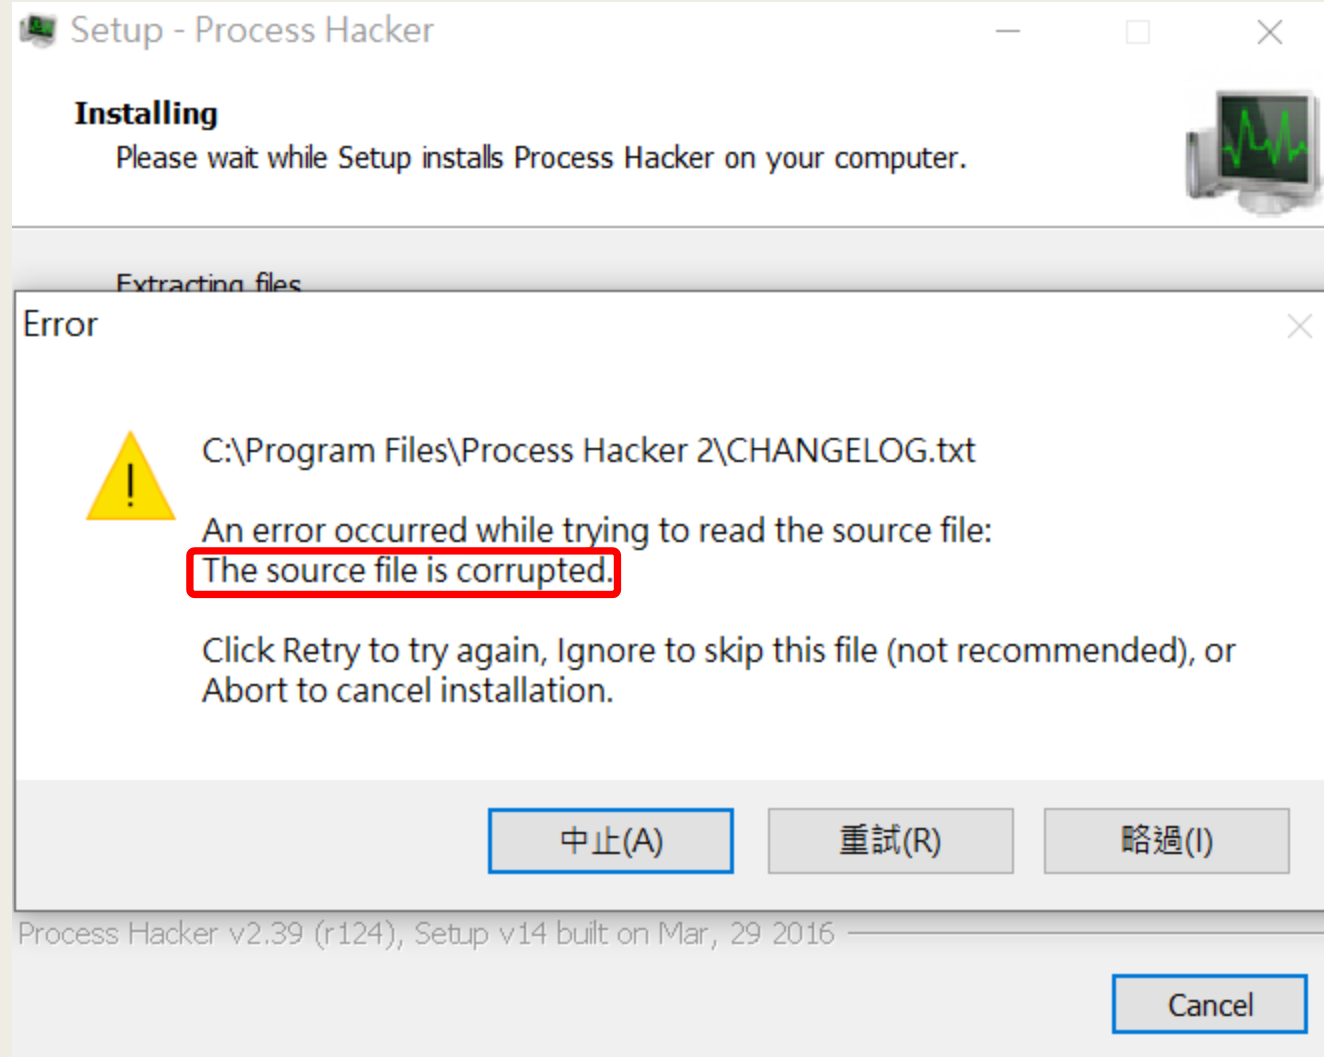 Setup - Process Hacker
Installing
Please wait while Setup installs Process Hacker on your computer.
Extracting files
Error
C:\Program Files\Process Hacker 2\CHANGELOG.txt
An error occurred while trying to read the source file:
The source file is corrupted.
Click Retry to try again, Ignore to skip this file (not recommended), or
Abort to cancel installation.
中止(A) 重試(R) 略過(I)
Process Hacker v2.39 (r124), Setup v14 built on Mar, 29 2016
Cancel